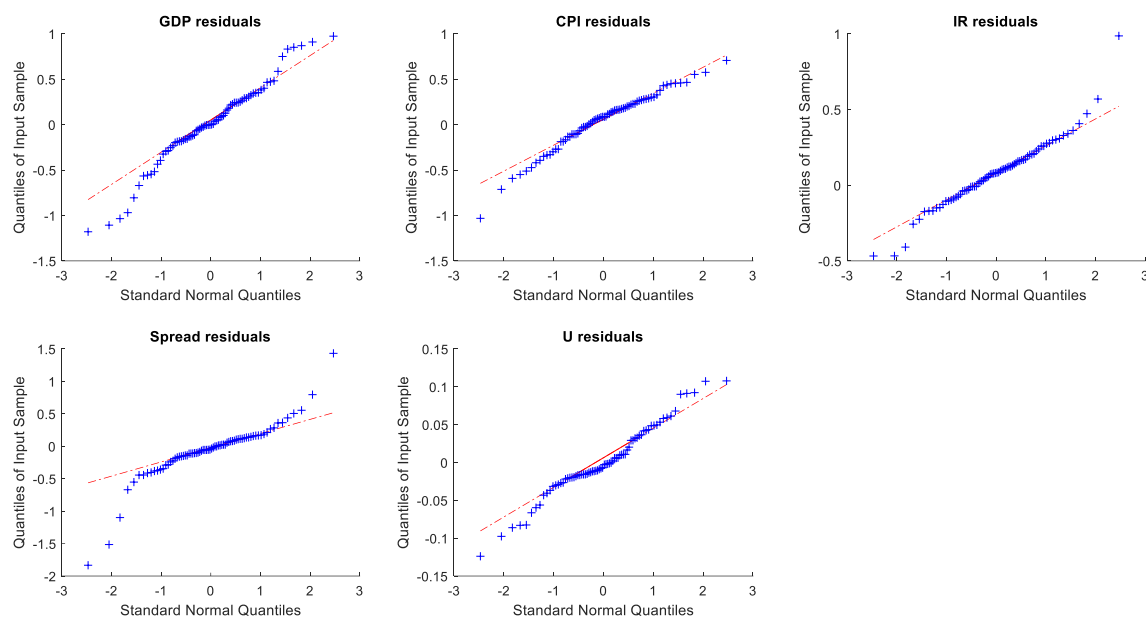 GDP residuals
Quantiles of Input Sample
1
0.5
0
-0.5
-1
-1.5
-3 -2 -1 0 1 2 3
Standard Normal Quantiles
CPI residuals
Quantiles of Input Sample
1
0.5
0
-0.5
-1
-1.5
-3 -2 -1 0 1 2 3
Standard Normal Quantiles
IR residuals
Quantiles of Input Sample
1
0.5
0
-0.5
-3 -2 -1 0 1 2 3
Standard Normal Quantiles
Spread residuals
Quantiles of Input Sample
1.5
1
0.5
0
-0.5
-1
-1.5
-2
-3 -2 -1 0 1 2 3
Standard Normal Quantiles
U residuals
Quantiles of Input Sample
0.15
0.1
0.05
0
-0.05
-0.1
-0.15
-3 -2 -1 0 1 2 3
Standard Normal Quantiles